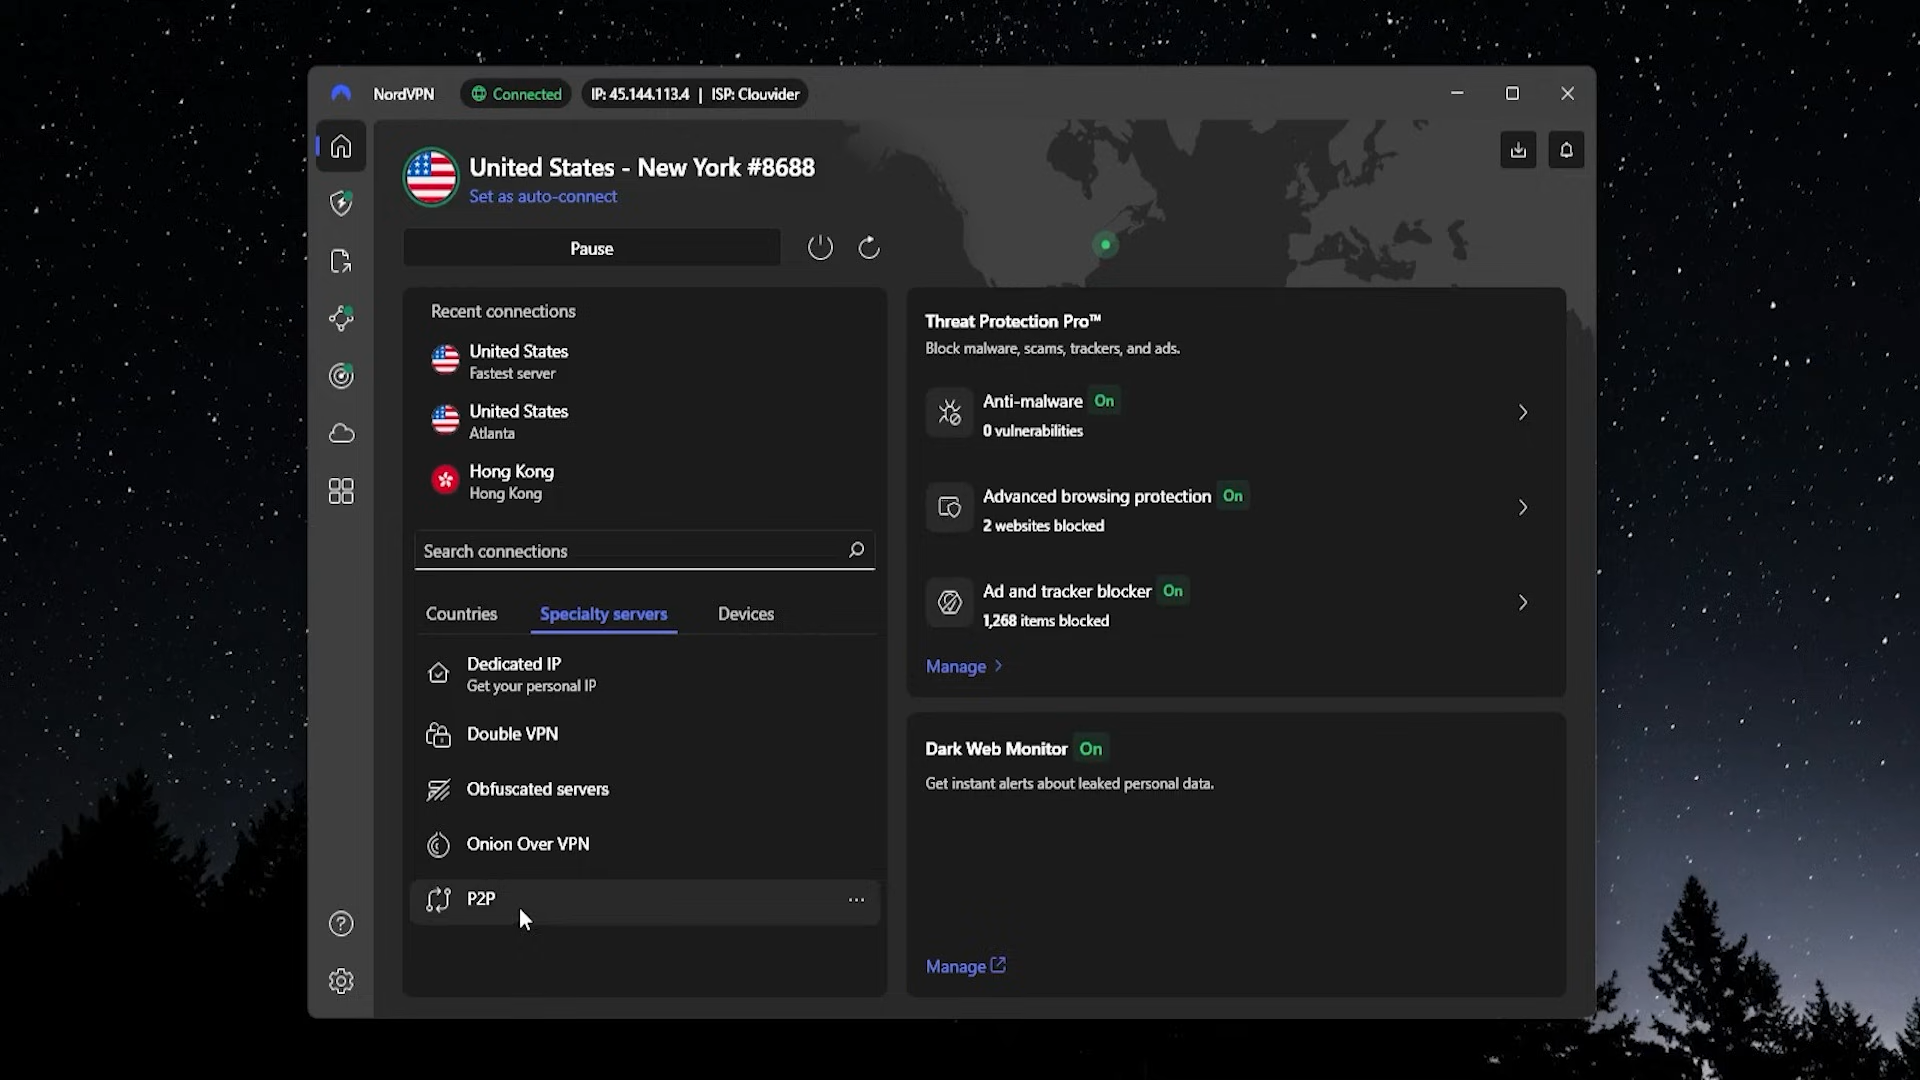 NordVPN
Connected
IP: 45.144.113.4 | ISP: Clouvider
United States - New York #8688
Set as auto-connect
Pause
Recent connections
United States
Fastest server
United States
Atlanta
Hong Kong
Hong Kong
Search connections
Countries
Specialty servers
Devices
Dedicated IP
Get your personal IP
Double VPN
Obfuscated servers
Onion Over VPN
P2P
Threat Protection Pro™
Block malware, scams, trackers, and ads.
Anti-malware On
0 vulnerabilities
Advanced browsing protection On
2 websites blocked
Ad and tracker blocker On
1,268 items blocked
Manage
Dark Web Monitor On
Get instant alerts about leaked personal data.
Manage